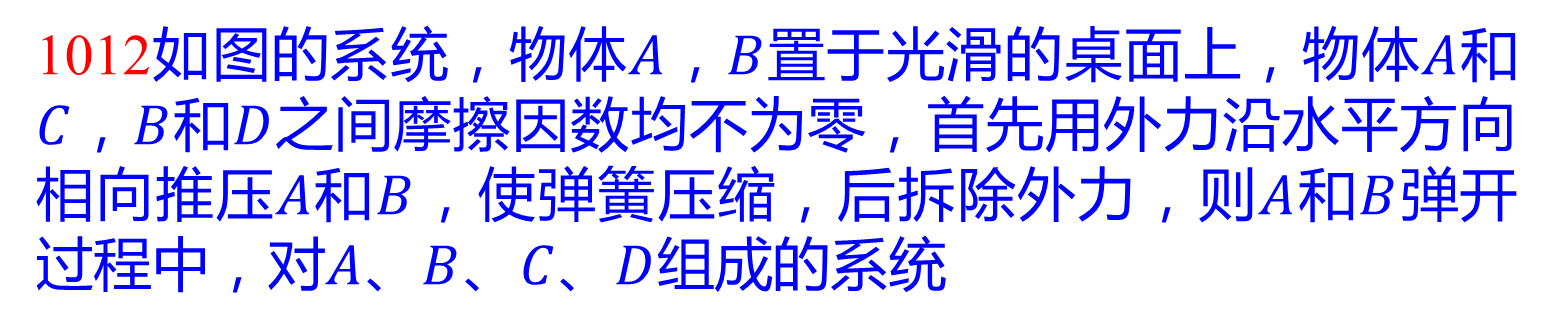 1012如图的系统，物体A，B置于光滑的桌面上，物体A和
C，B和D之间摩擦因数均不为零，首先用外力沿水平方向
相向推压A和B，使弹簧压缩，后拆除外力，则A和B弹开
过程中，对A、B、C、D组成的系统